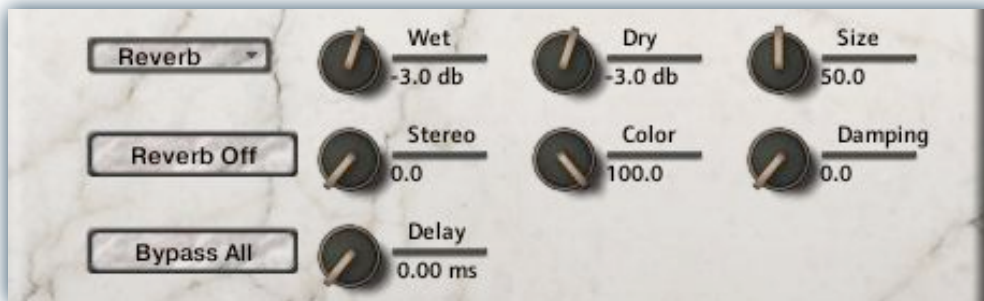 Reverb
Wet
-3.0 db
Dry
-3.0 db
Size
50.0
Reverb Off
Stereo
0.0
Color
100.0
Damping
0.0
Bypass All
Delay
0.00 ms